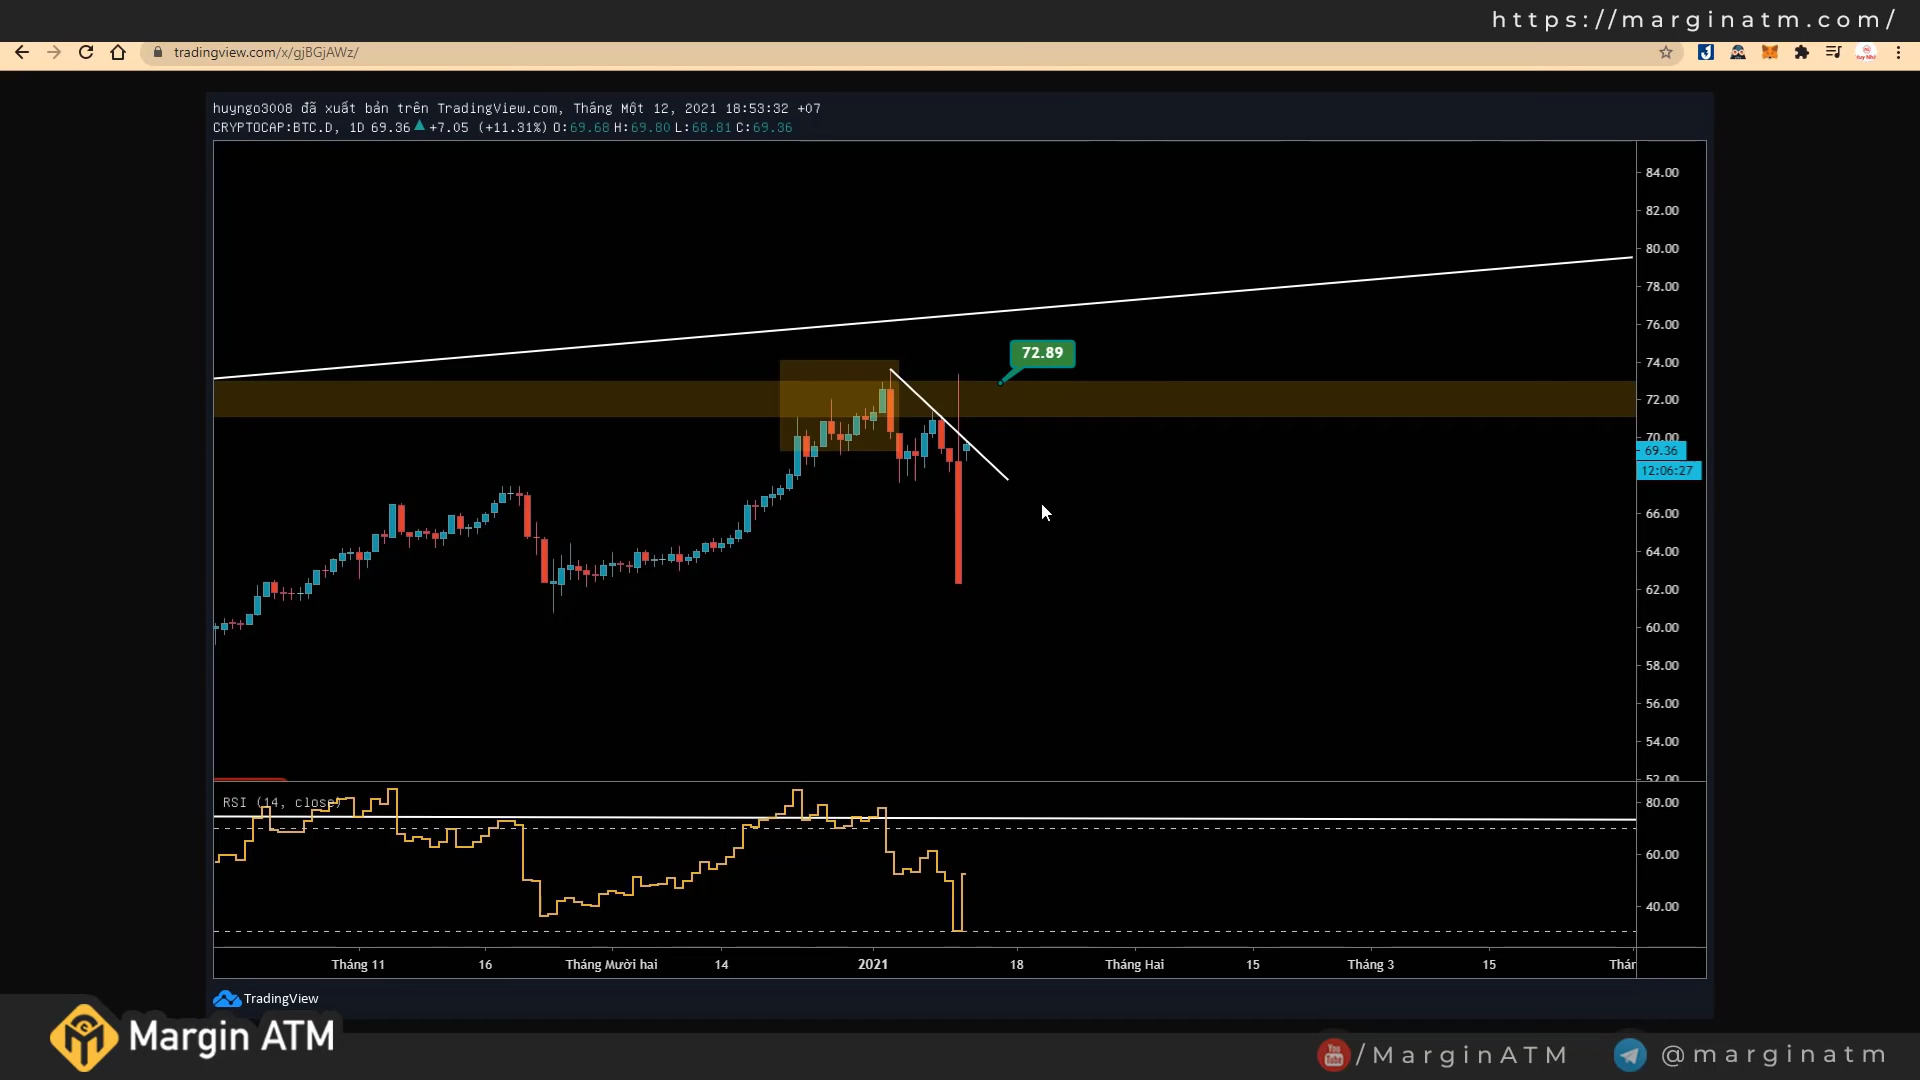 https://marginatm.com/
tradingview.com/x/gjBGjAWz/
huyngo3008 đã xuất bản trên TradingView.com, Tháng Một 12, 2021 18:53:32 +07
CRYPTOCAP:BTC.D, 1D 69.36 ▲ +7.05 (+11.31%) O:69.68 H:69.80 L:68.81 C:69.36
84.00
82.00
80.00
78.00
76.00
72.89
74.00
72.00
70.00
69.36
12:06:27
66.00
64.00
62.00
60.00
58.00
56.00
54.00
52.00
RSI (14, close)
80.00
60.00
40.00
Tháng 11 16 Tháng Mười hai 14 2021 18 Tháng Hai 15 Tháng 3 15 Thán
TradingView
Margin ATM
You Tube /MarginATM @marginatm